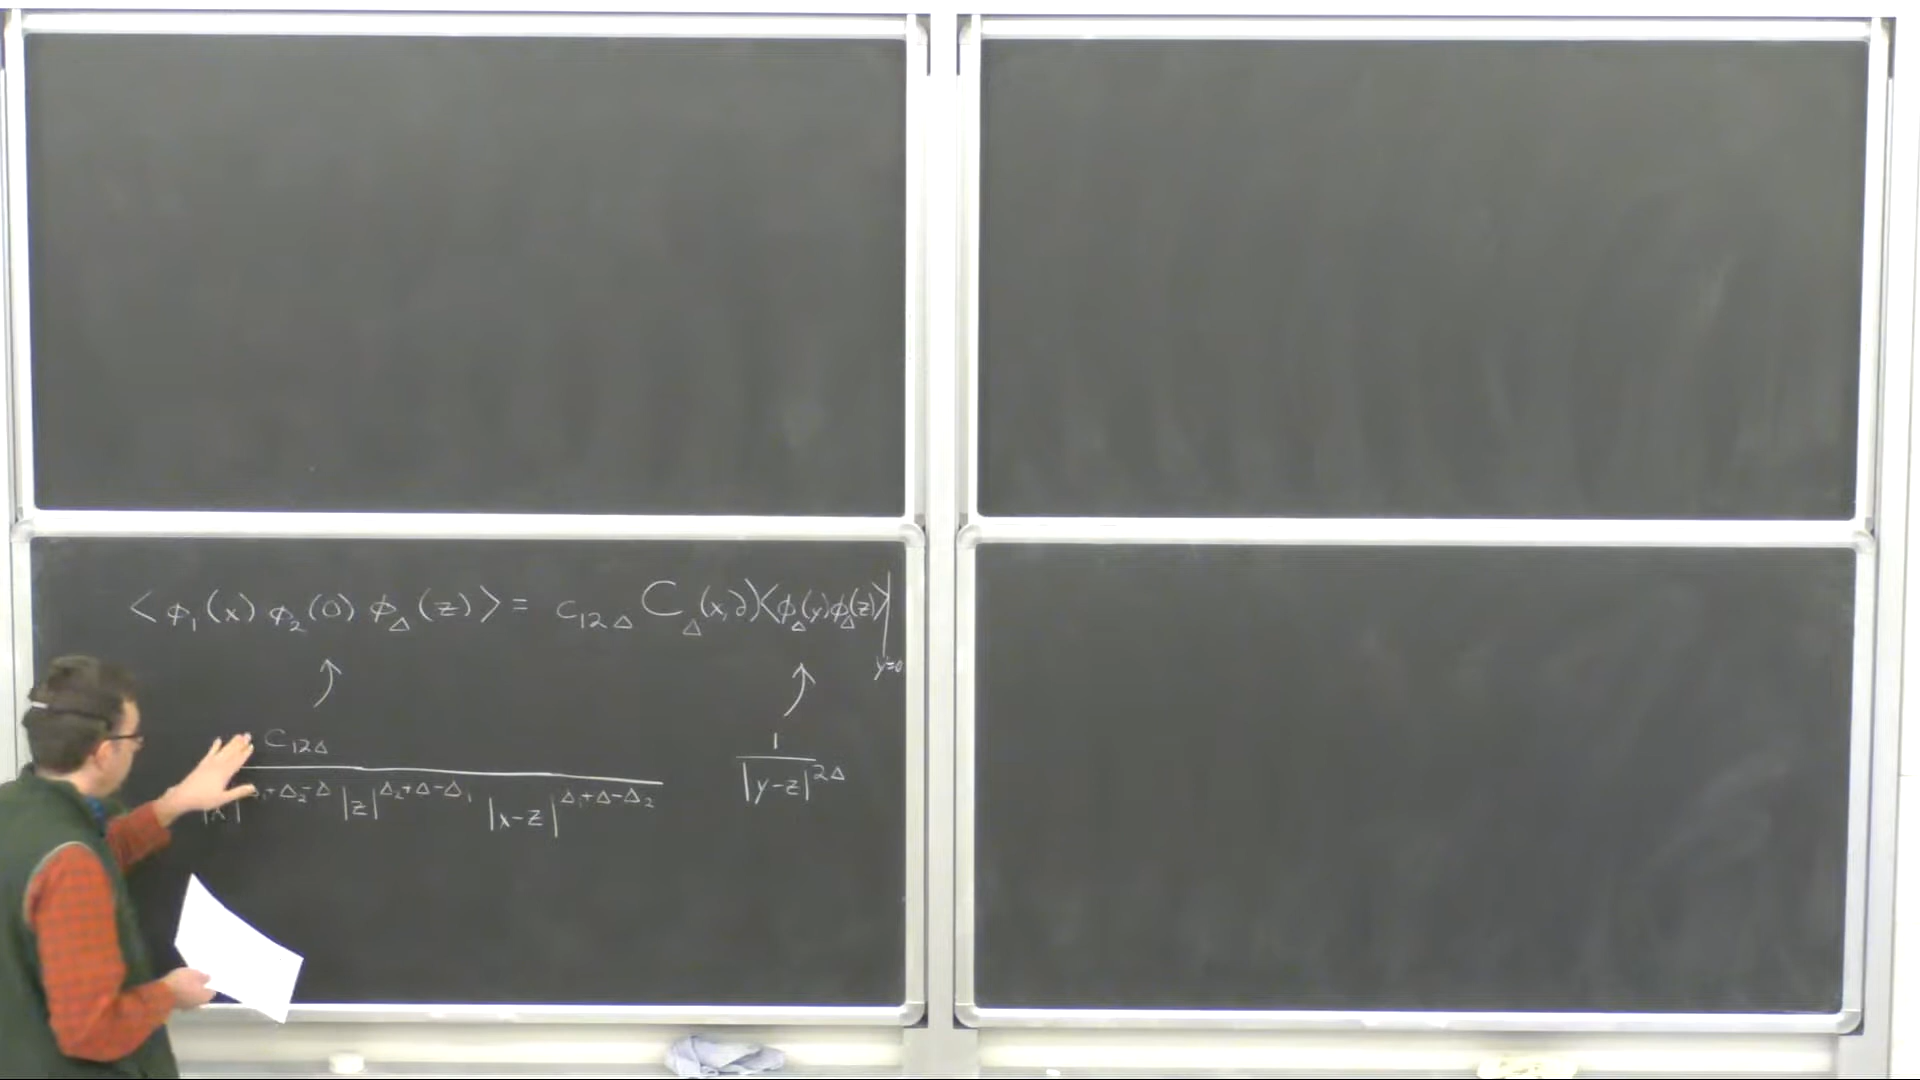 < φ₁(x) φ₂(0) φ_Δ(z) > = c₁₂Δ C_Δ(x,∂)<φ_Δ(y)φ_Δ(z)>|
y=0
c₁₂Δ
|x|^{Δ₁+Δ₂-Δ} |z|^{Δ₂+Δ-Δ₁} |x-z|^{Δ₁+Δ-Δ₂}
1
|y-z|^{2Δ}